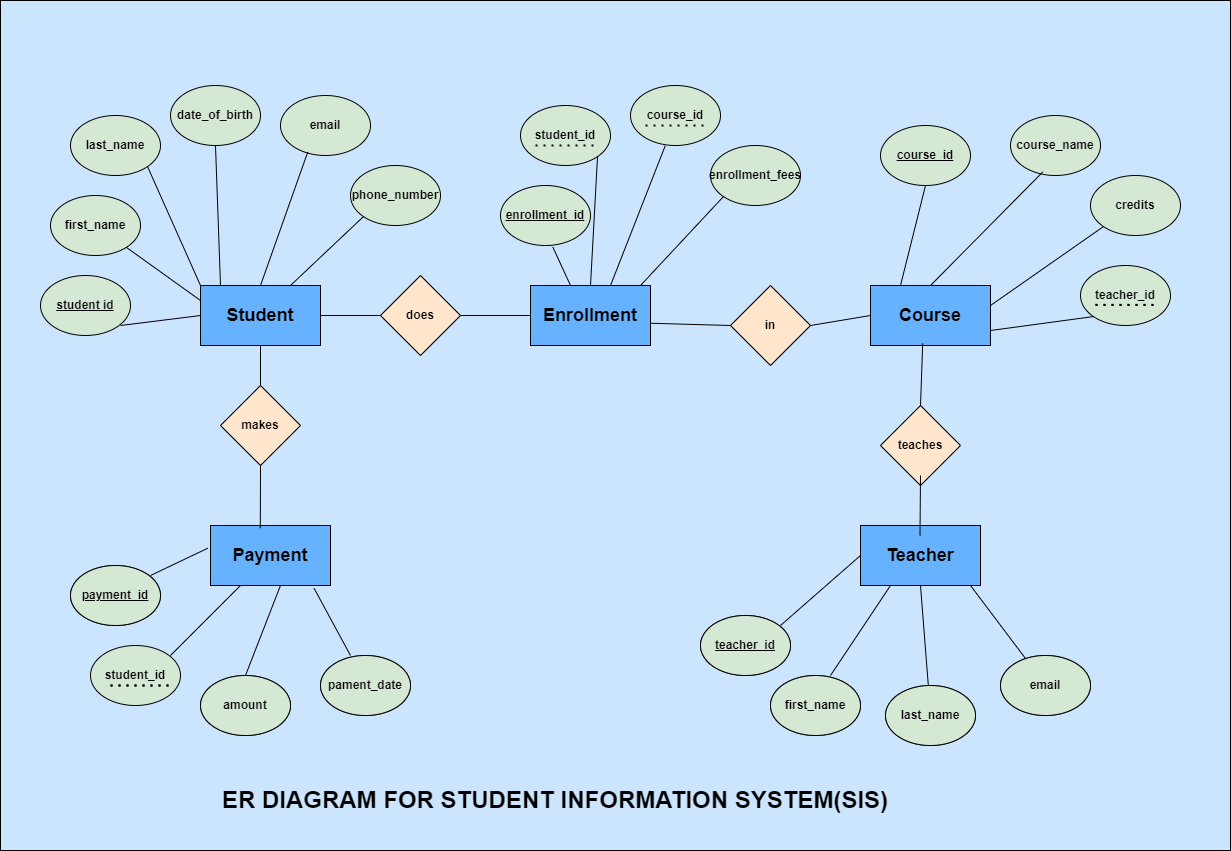 date_of_birth
email
last_name
phone_number
first_name
student id
Student
does
student_id
course_id
enrollment_fees
enrollment_id
Enrollment
in
course_id
course_name
credits
teacher_id
Course
makes
teaches
Payment
payment_id
student_id
amount
pament_date
Teacher
teacher_id
first_name
last_name
email
ER DIAGRAM FOR STUDENT INFORMATION SYSTEM(SIS)